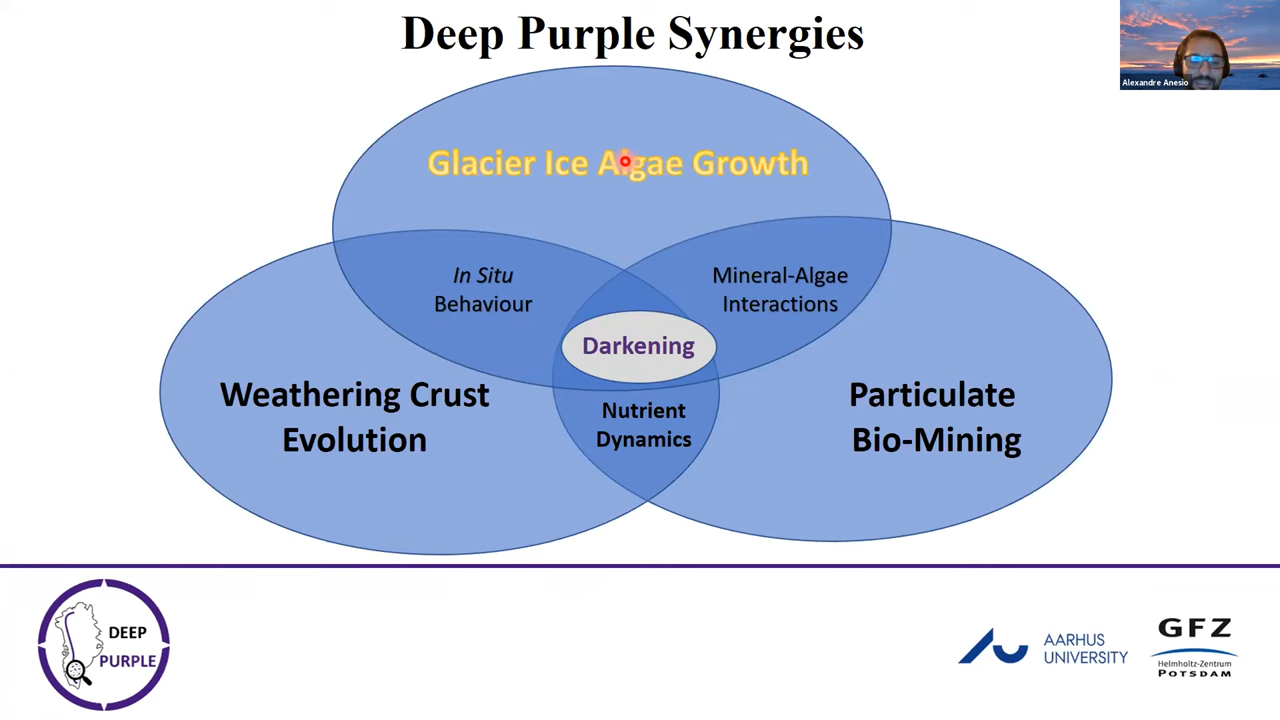 Deep Purple Synergies
Alexandre Anesio
Glacier Ice Algae Growth
In Situ
Behaviour
Mineral-Algae
Interactions
Darkening
Weathering Crust
Evolution
Nutrient
Dynamics
Particulate
Bio-Mining
DEEP
PURPLE
AARHUS
UNIVERSITY
GFZ
Helmholtz-Zentrum
POTSDAM